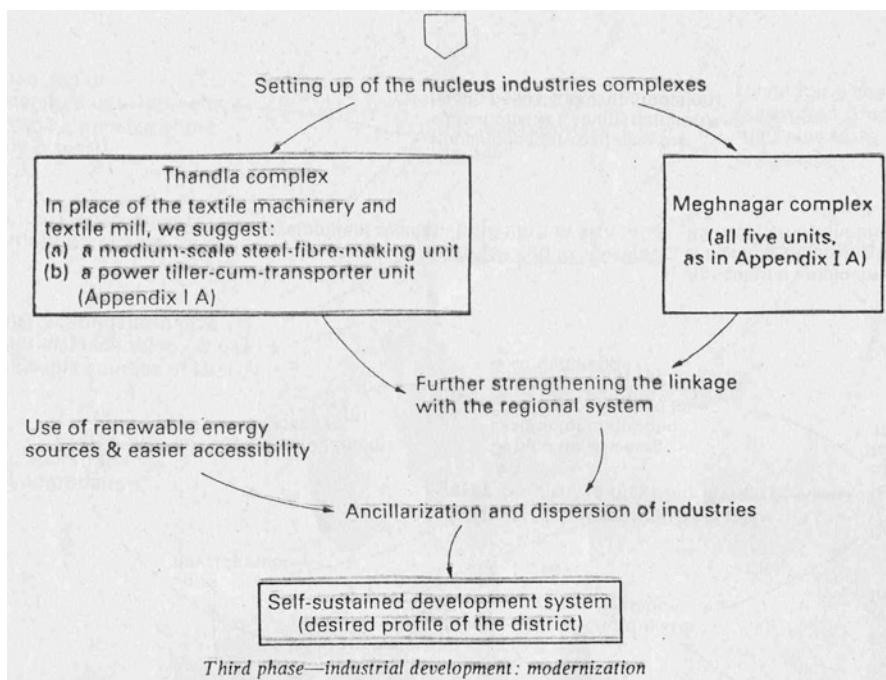 Setting up of the nucleus industries complexes
Thandla complex
In place of the textile machinery and
textile mill, we suggest:
(a) a medium-scale steel-fibre-making unit
(b) a power tiller-cum-transporter unit
(Appendix I A)
Meghnagar complex
(all five units,
as in Appendix I A)
Further strengthening the linkage
with the regional system
Use of renewable energy
sources & easier accessibility
Ancillarization and dispersion of industries
Self-sustained development system
(desired profile of the district)
Third phase—industrial development: modernization